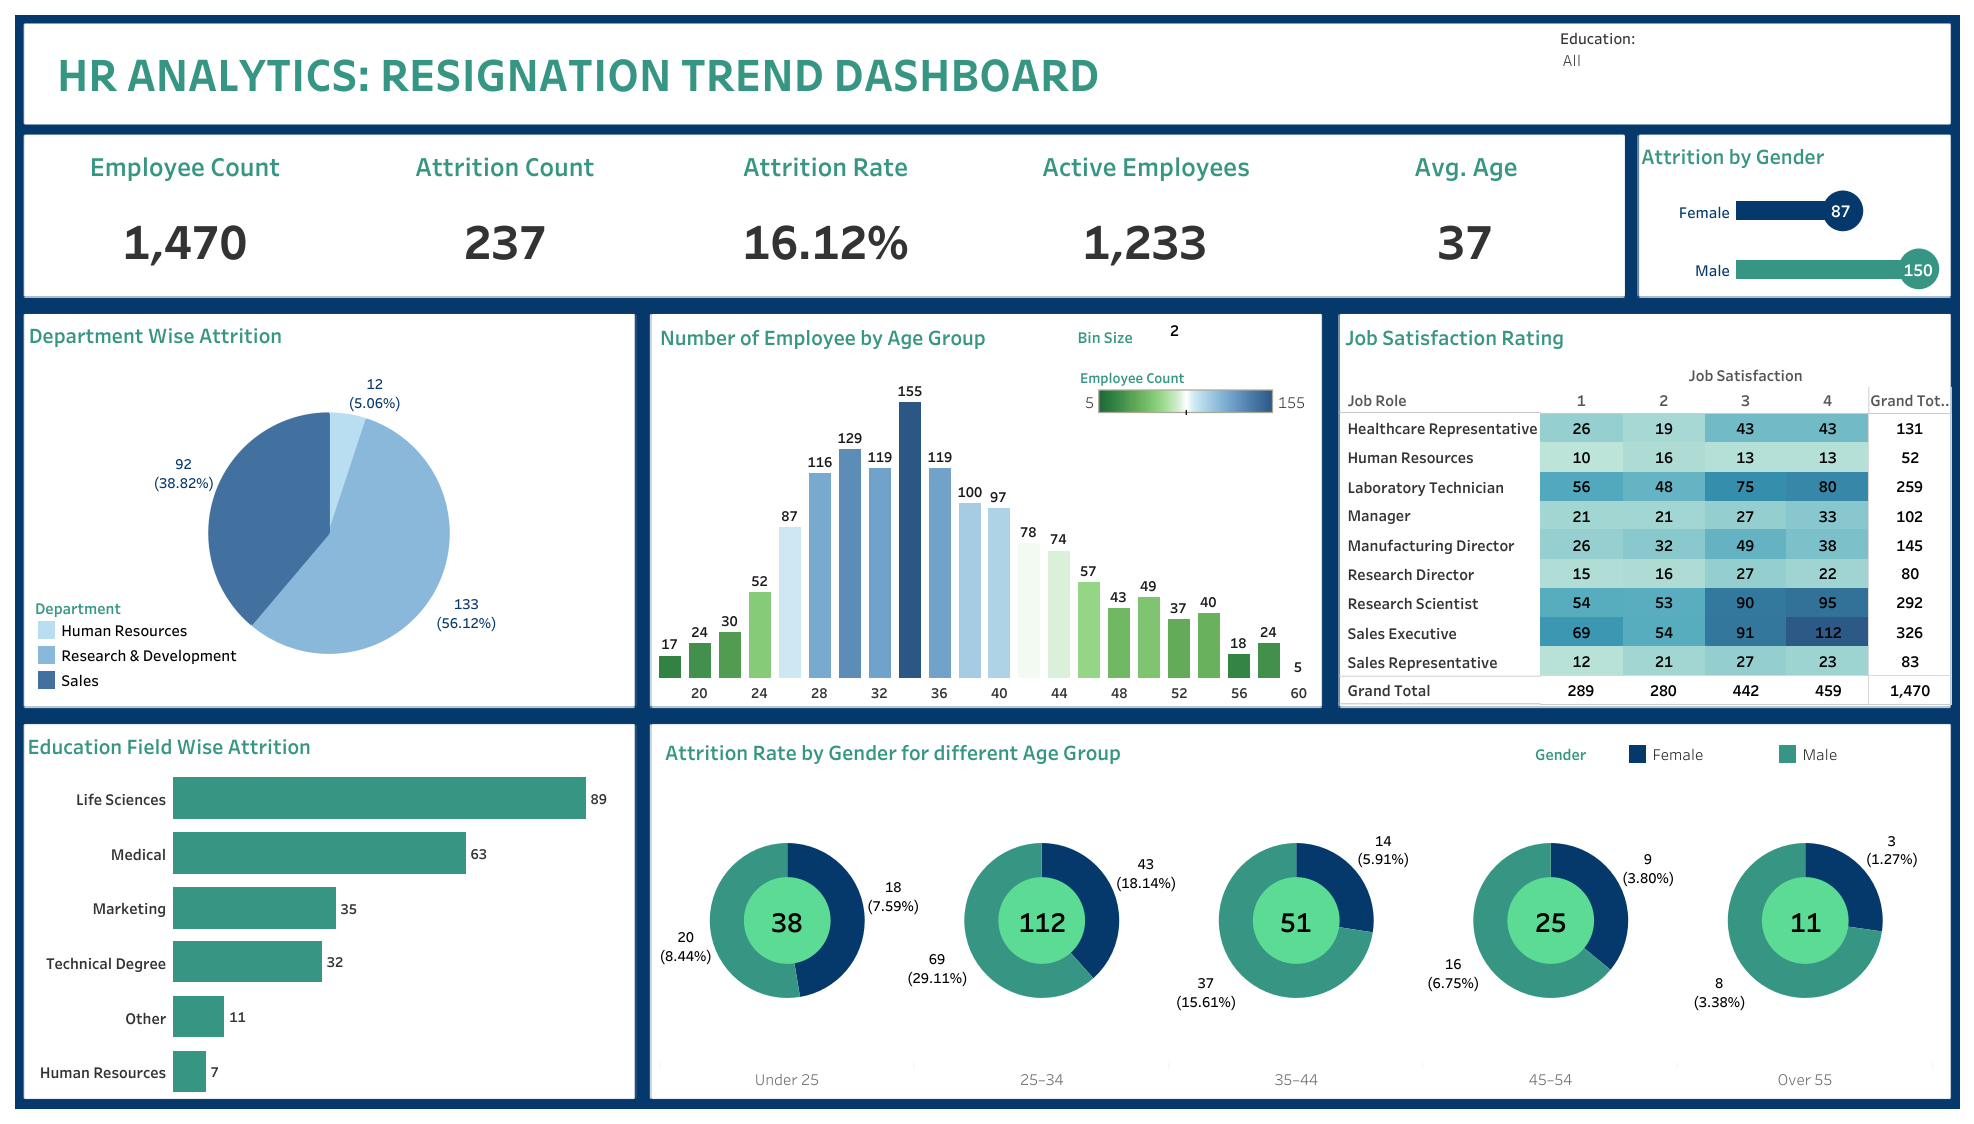 HR ANALYTICS: RESIGNATION TREND DASHBOARD
Education:
All
Employee Count
Attrition Count
Attrition Rate
Active Employees
Avg. Age
1,470
237
16.12%
1,233
37
Attrition by Gender
Female
87
Male
150
Department Wise Attrition
12
(5.06%)
92
(38.82%)
133
(56.12%)
Department
Human Resources
Research & Development
Sales
Number of Employee by Age Group
Bin Size
2
Employee Count
5
155
17
24
30
52
87
116
129
119
155
119
100
97
78
74
57
43
49
37
40
18
24
5
20
24
28
32
36
40
44
48
52
56
60
Job Satisfaction Rating
Job Satisfaction
Job Role 1 2 3 4 Grand Tot..
Healthcare Representative 26 19 43 43 131
Human Resources 10 16 13 13 52
Laboratory Technician 56 48 75 80 259
Manager 21 21 27 33 102
Manufacturing Director 26 32 49 38 145
Research Director 15 16 27 22 80
Research Scientist 54 53 90 95 292
Sales Executive 69 54 91 112 326
Sales Representative 12 21 27 23 83
Grand Total 289 280 442 459 1,470
Education Field Wise Attrition
Life Sciences 89
Medical 63
Marketing 35
Technical Degree 32
Other 11
Human Resources 7
Attrition Rate by Gender for different Age Group
Gender
Female
Male
38
18
(7.59%)
20
(8.44%)
112
43
(18.14%)
69
(29.11%)
51
14
(5.91%)
37
(15.61%)
25
9
(3.80%)
16
(6.75%)
11
3
(1.27%)
8
(3.38%)
Under 25
25–34
35–44
45–54
Over 55